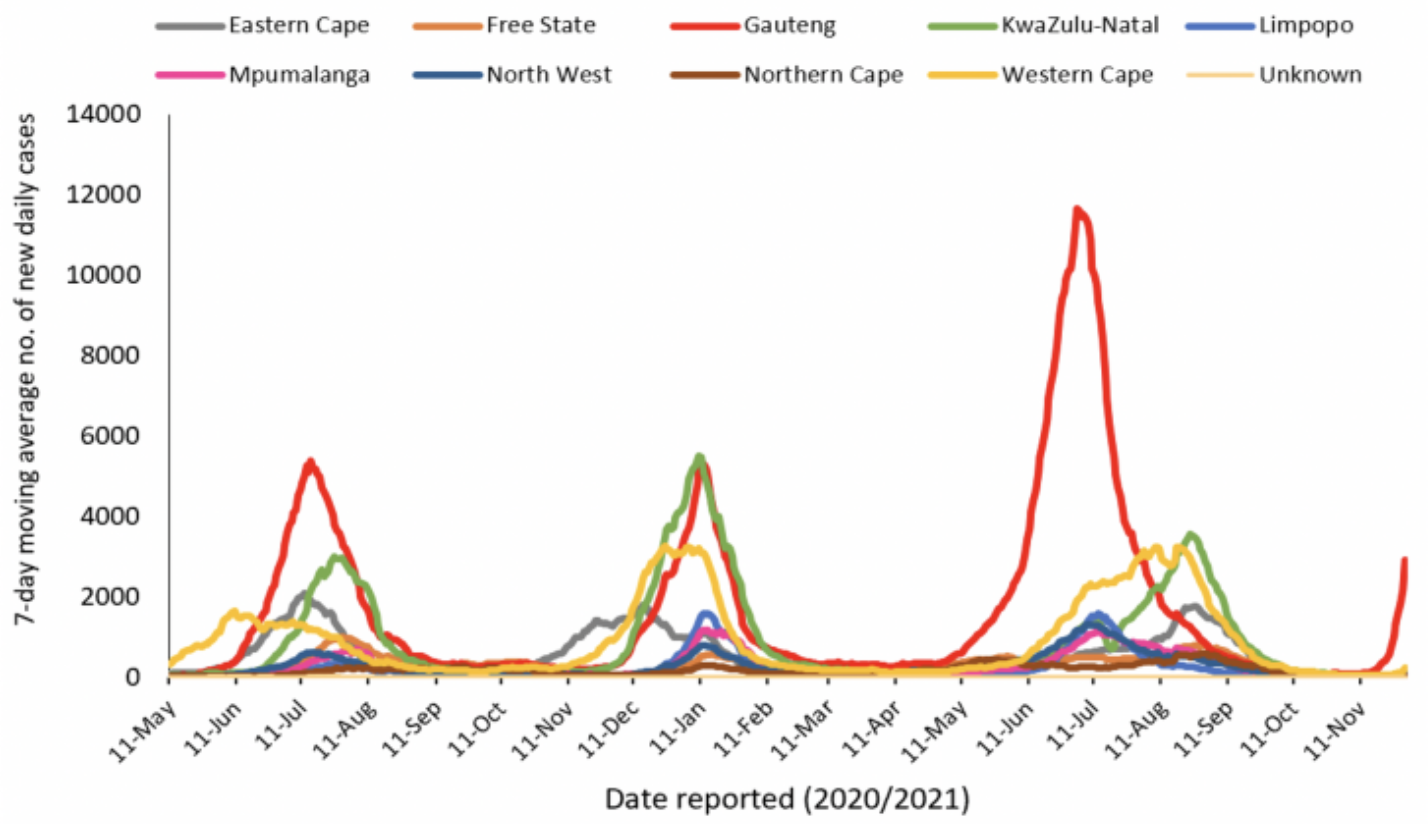 Eastern Cape Free State Gauteng KwaZulu-Natal Limpopo
Mpumalanga North West Northern Cape Western Cape Unknown
7-day moving average no. of new daily cases
14000
12000
10000
8000
6000
4000
2000
0
11-May 11-Jun 11-Jul 11-Aug 11-Sep 11-Oct 11-Nov 11-Dec 11-Jan 11-Feb 11-Mar 11-Apr 11-May 11-Jun 11-Jul 11-Aug 11-Sep 11-Oct 11-Nov
Date reported (2020/2021)